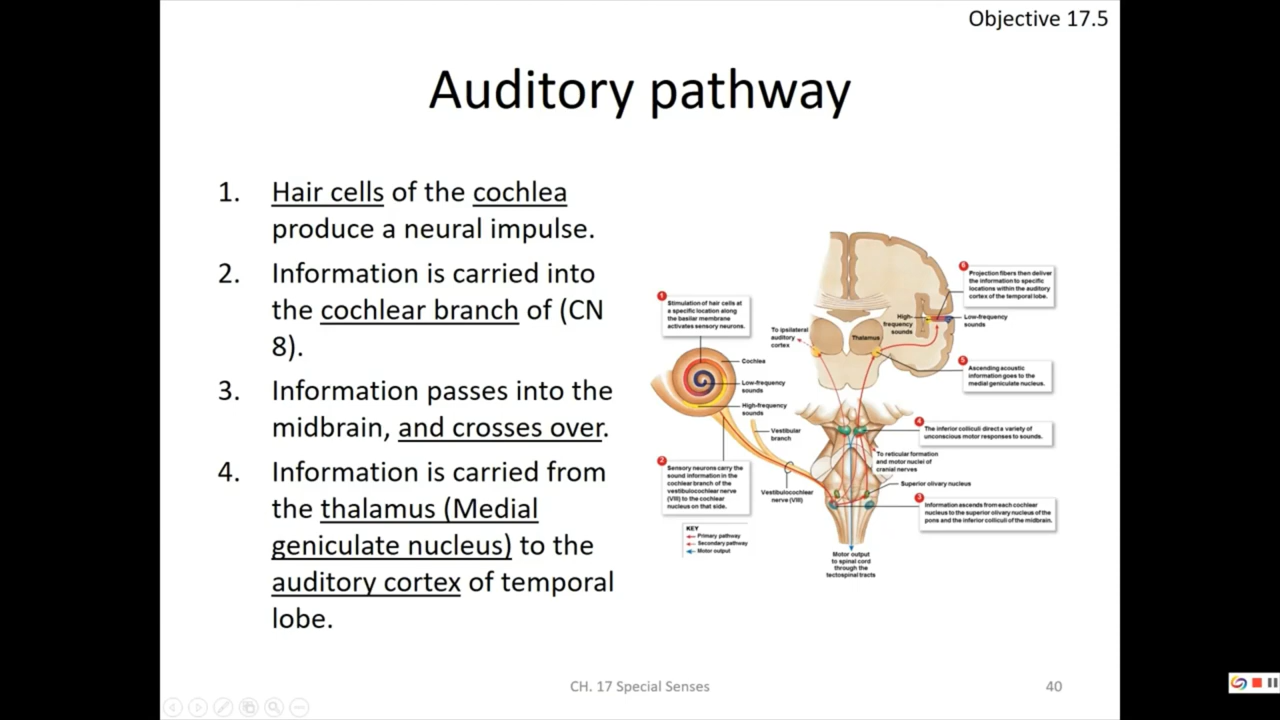 Objective 17.5
Auditory pathway
1. Hair cells of the cochlea
produce a neural impulse.
2. Information is carried into
the cochlear branch of (CN
8).
3. Information passes into the
midbrain, and crosses over.
4. Information is carried from
the thalamus (Medial
geniculate nucleus) to the
auditory cortex of temporal
lobe.
1
Stimulation of hair cells at
a specific location along
the basilar membrane
activates sensory neurons.
Cochlea
Low-frequency
sounds
High-frequency
sounds
Vestibular
branch
2
Sensory neurons carry the
sound information in the
cochlear branch of the
vestibulocochlear nerve
(VIII) to the cochlear
nucleus on that side.
Vestibulocochlear
nerve (VIII)
KEY
Primary pathway
Secondary pathway
Motor output
To ipsilateral
auditory
cortex
Thalamus
High-
frequency
sounds
Low-frequency
sounds
6
Projection fibers then deliver
the information to specific
locations within the auditory
cortex of the temporal lobe.
5
Ascending acoustic
information goes to the
medial geniculate nucleus.
4
The inferior colliculi direct a variety of
unconscious motor responses to sounds.
To reticular formation
and motor nuclei of
cranial nerves
Superior olivary nucleus
3
Information ascends from each cochlear
nucleus to the superior olivary nucleus of the
pons and the inferior colliculi of the midbrain.
Motor output
to spinal cord
through the
tectospinal tracts
CH. 17 Special Senses
40